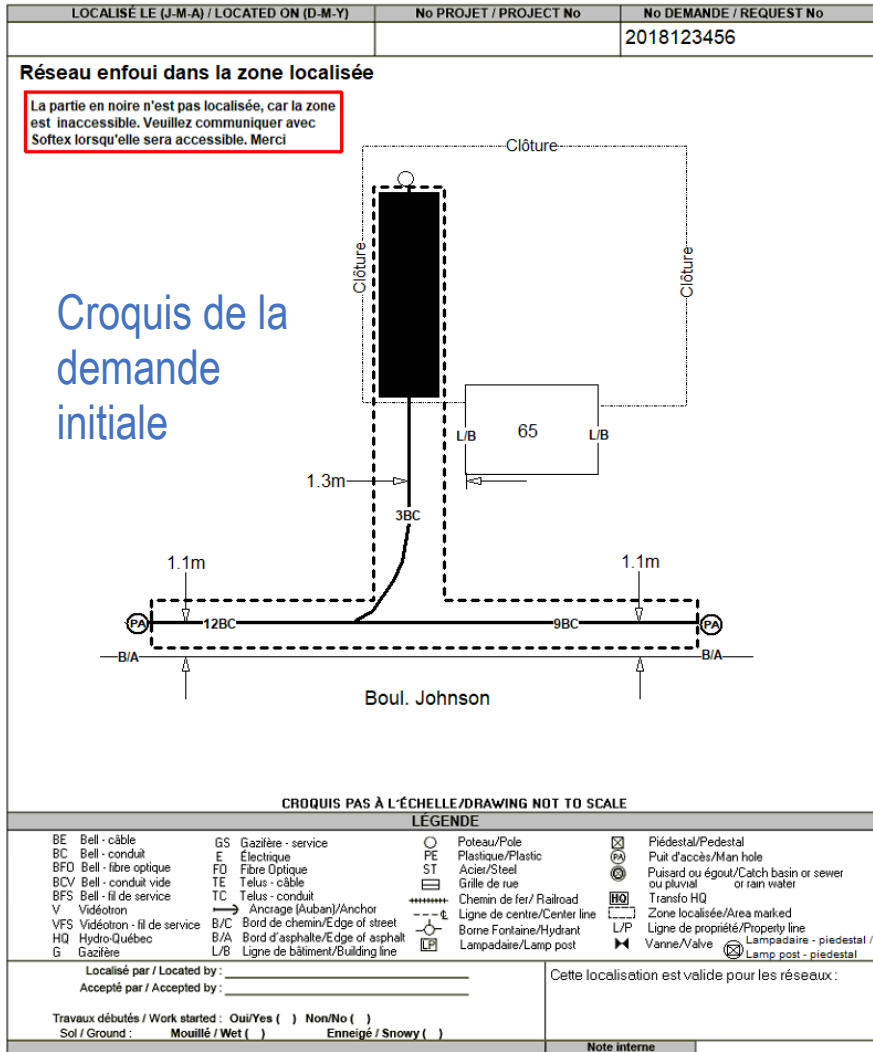 LOCALISÉ LE (J-M-A) / LOCATED ON (D-M-Y)
No PROJET / PROJECT No
No DEMANDE / REQUEST No
2018123456
Réseau enfoui dans la zone localisée
La partie en noire n'est pas localisée, car la zone
est inaccessible. Veuillez communiquer avec
Softex lorsqu'elle sera accessible. Merci
Clôture
Clôture
Clôture
Croquis de la
demande
initiale
L/B
65
L/B
1.3m
3BC
1.1m
1.1m
PA
12BC
9BC
PA
B/A
B/A
Boul. Johnson
CROQUIS PAS À L'ÉCHELLE/DRAWING NOT TO SCALE
LÉGENDE
BE Bell - câble
BC Bell - conduit
BFO Bell - fibre optique
BCV Bell - conduit vide
BFS Bell - fil de service
V Vidéotron
VFS Vidéotron - fil de service
HQ Hydro-Québec
G Gazifère
GS Gazifère - service
E Électrique
FO Fibre Optique
TE Telus - câble
TC Telus - conduit
Ancrage (Auban)/Anchor
B/C Bord de chemin/Edge of street
B/A Bord d'asphalte/Edge of asphalt
L/B Ligne de bâtiment/Building line
Poteau/Pole
PE Plastique/Plastic
ST Acier/Steel
Grille de rue
Chemin de fer/ Railroad
Ligne de centre/Center line
Borne Fontaine/Hydrant
LP Lampadaire/Lamp post
Piédestal/Pedestal
PA Puit d'accès/Man hole
Puisard ou égout/Catch basin or sewer
ou pluvial or rain water
HQ Transfo HQ
Zone localisée/Area marked
L/P Ligne de propriété/Property line
Vanne/Valve
Lampadaire - piedestal /
Lamp post - piedestal
Localisé par / Located by :
Accepté par / Accepted by :
Travaux débutés / Work started : Oui/Yes ( ) Non/No ( )
Sol / Ground : Mouillé / Wet ( ) Enneigé / Snowy ( )
Cette localisation est valide pour les réseaux :
Note interne